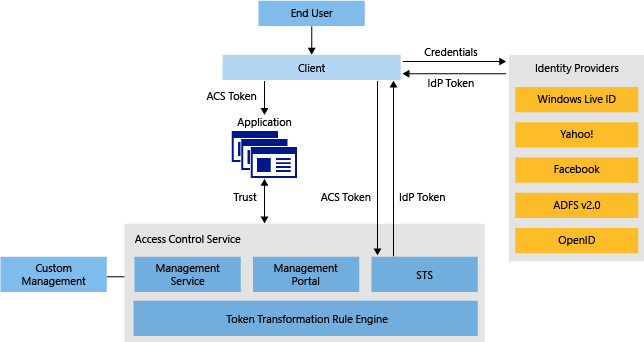 End User
Client
Credentials
IdP Token
Identity Providers
Windows Live ID
Yahoo!
Facebook
ADFS v2.0
OpenID
ACS Token
Application
Trust
ACS Token
IdP Token
Access Control Service
Custom
Management
Management
Service
Management
Portal
STS
Token Transformation Rule Engine